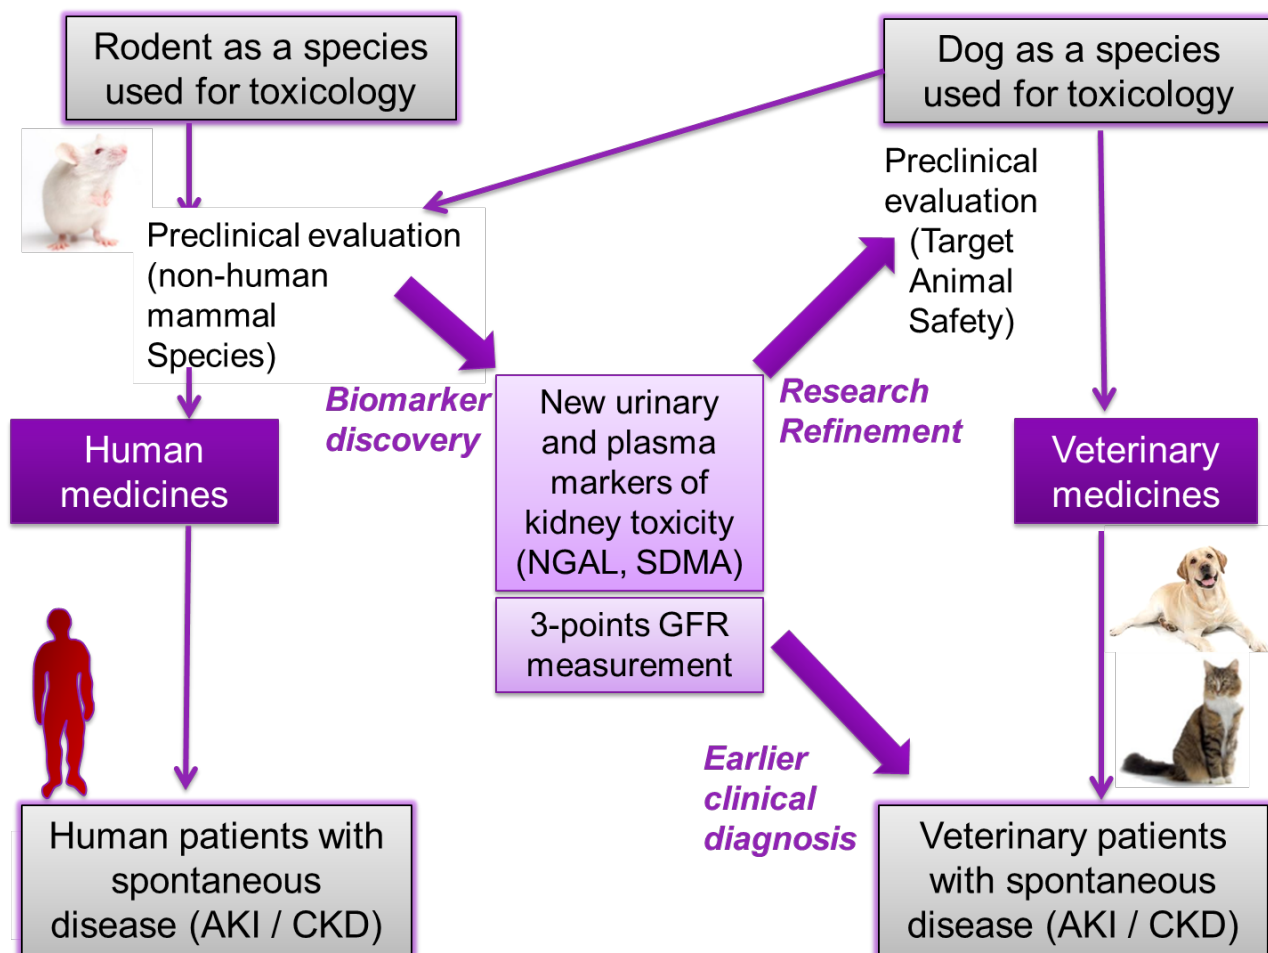 Rodent as a species
used for toxicology
Dog as a species
used for toxicology
Preclinical evaluation
(non-human
mammal
Species)
Preclinical
evaluation
(Target
Animal
Safety)
Biomarker
discovery
New urinary
and plasma
markers of
kidney toxicity
(NGAL, SDMA)
Research
Refinement
Human
medicines
Veterinary
medicines
3-points GFR
measurement
Earlier
clinical
diagnosis
Human patients with
spontaneous
disease (AKI / CKD)
Veterinary patients
with spontaneous
disease (AKI / CKD)